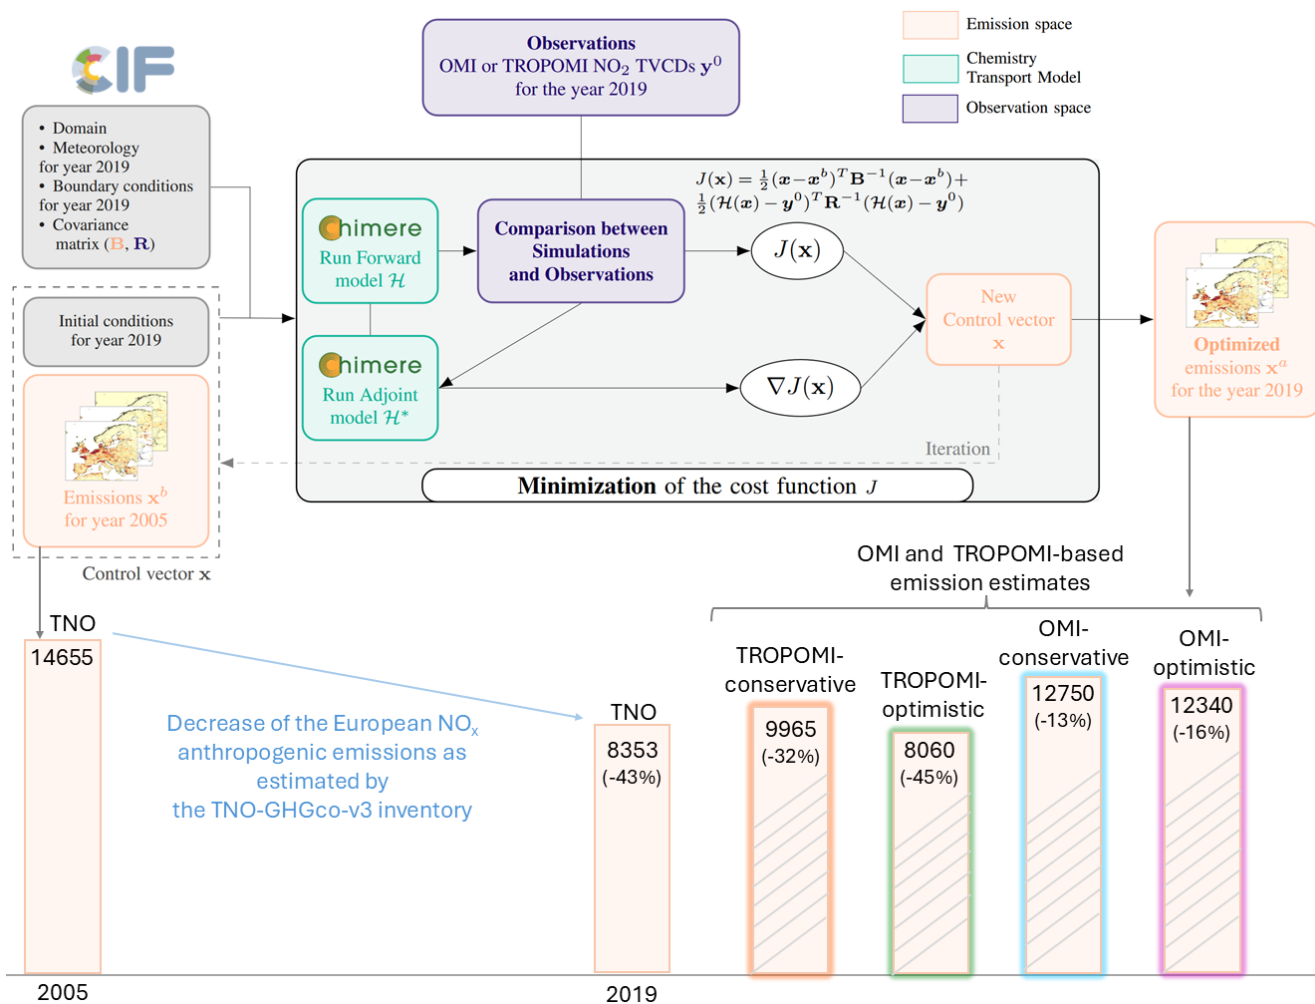 CIF
• Domain
• Meteorology
for year 2019
• Boundary conditions
for year 2019
• Covariance
matrix (B, R)
Initial conditions
for year 2019
Emissions x^b
for year 2005
Control vector x
Observations
OMI or TROPOMI NO₂ TVCDs y⁰
for the year 2019
Emission space
Chemistry
Transport Model
Observation space
J(x) = ½(x−x^b)^T B⁻¹(x−x^b)+
½(ℋ(x) − y⁰)^T R⁻¹(ℋ(x) − y⁰)
Chimere
Run Forward
model ℋ
Comparison between
Simulations
and Observations
J(x)
Chimere
Run Adjoint
model ℋ*
∇J(x)
New
Control vector
x
Iteration
Minimization of the cost function J
Optimized
emissions x^a
for the year 2019
OMI and TROPOMI-based
emission estimates
TNO
14655
Decrease of the European NOₓ
anthropogenic emissions as
estimated by
the TNO-GHGco-v3 inventory
TNO
8353
(-43%)
TROPOMI-
conservative
9965
(-32%)
TROPOMI-
optimistic
8060
(-45%)
OMI-
conservative
12750
(-13%)
OMI-
optimistic
12340
(-16%)
2005
2019